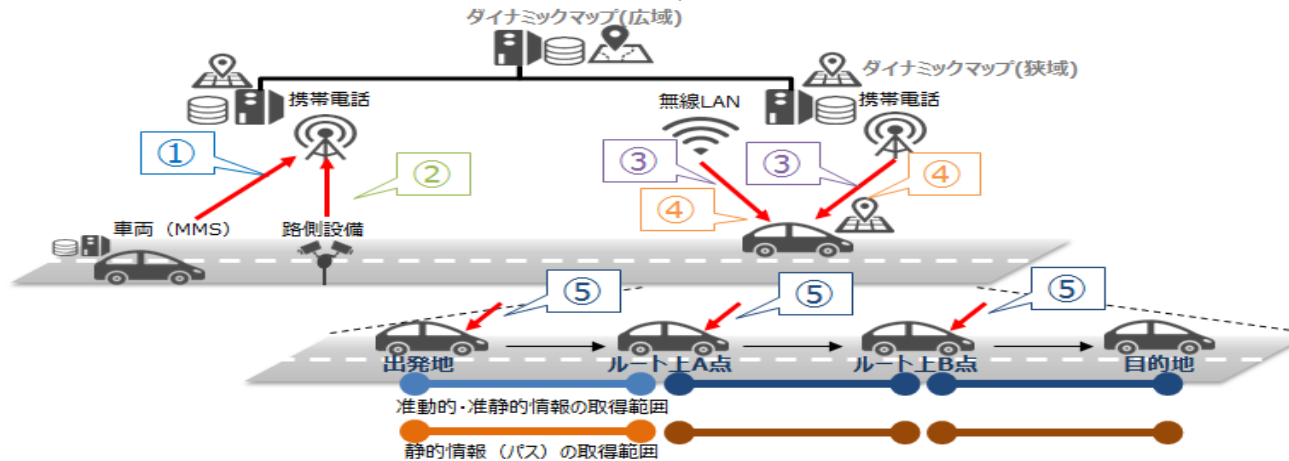 ダイナミックマップ(広域)
ダイナミックマップ(狭域)
携帯電話
無線LAN
携帯電話
①
②
③
③
④
④
車両（MMS）
路側設備
⑤
⑤
⑤
出発地
ルート上A点
ルート上B点
目的地
准動的・准静的情報の取得範囲
静的情報（パス）の取得範囲